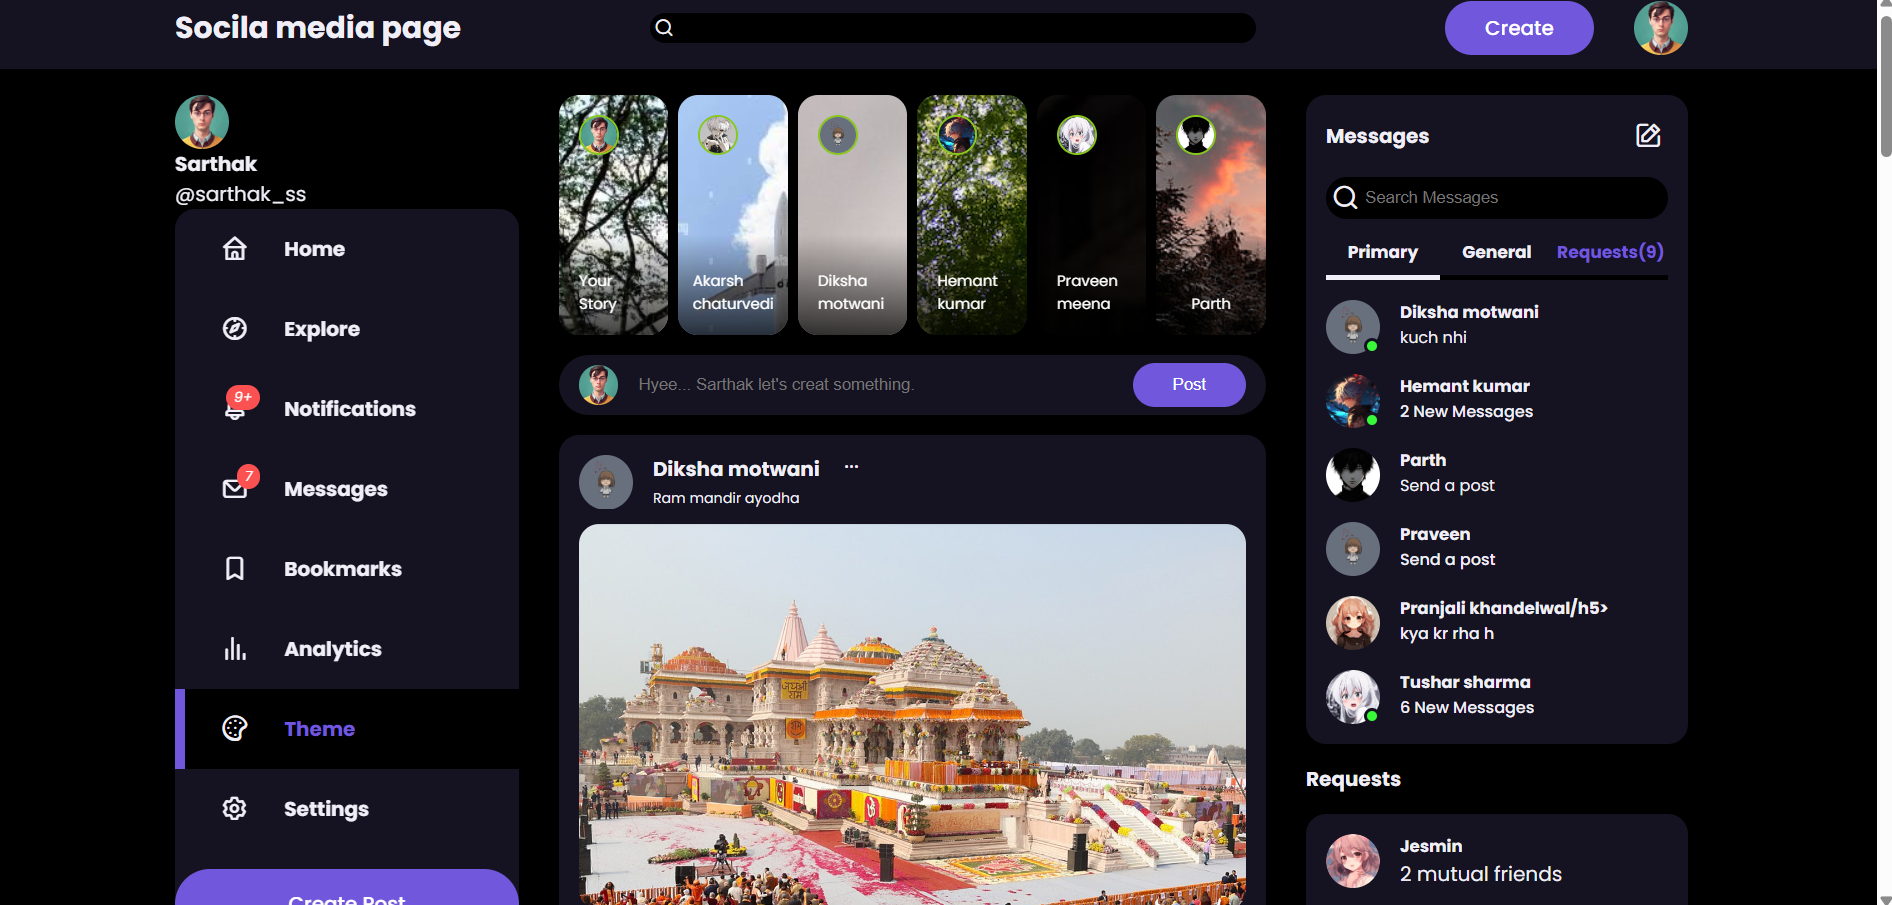 Socila media page
Create
Sarthak
@sarthak_ss
Home
Explore
9+
Notifications
7
Messages
Bookmarks
Analytics
Theme
Settings
Create Post
Your
Story
Akarsh
chaturvedi
Diksha
motwani
Hemant
kumar
Praveen
meena
Parth
Hyee... Sarthak let's creat something.
Post
Diksha motwani ...
Ram mandir ayodha
जय श्री
राम
Messages
Search Messages
Primary General Requests(9)
Diksha motwani
kuch nhi
Hemant kumar
2 New Messages
Parth
Send a post
Praveen
Send a post
Pranjali khandelwal/h5>
kya kr rha h
Tushar sharma
6 New Messages
Requests
Jesmin
2 mutual friends